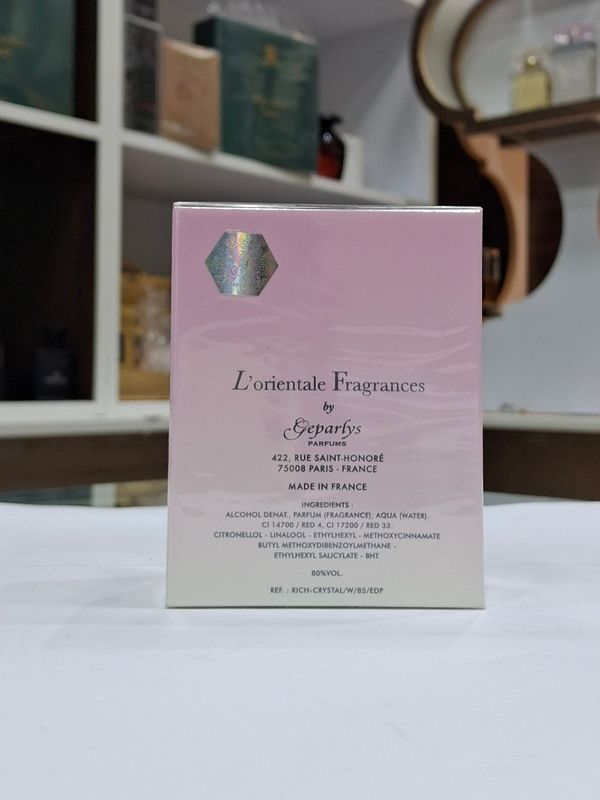 L'orientale Fragrances
by
Geparlys
PARFUMS
422, RUE SAINT-HONORÉ
75008 PARIS - FRANCE
MADE IN FRANCE
INGREDIENTS :
ALCOHOL DENAT., PARFUM (FRAGRANCE), AQUA (WATER).
CI 14700 / RED 4, CI 17200 / RED 33.
CITRONELLOL - LINALOOL - ETHYLHEXYL - METHOXYCINNAMATE
BUTYL METHOXYDIBENZOYLMETHANE -
ETHYLHEXYL SALICYLATE - BHT.
80%VOL.
REF. : RICH-CRYSTAL/W/85/EDP